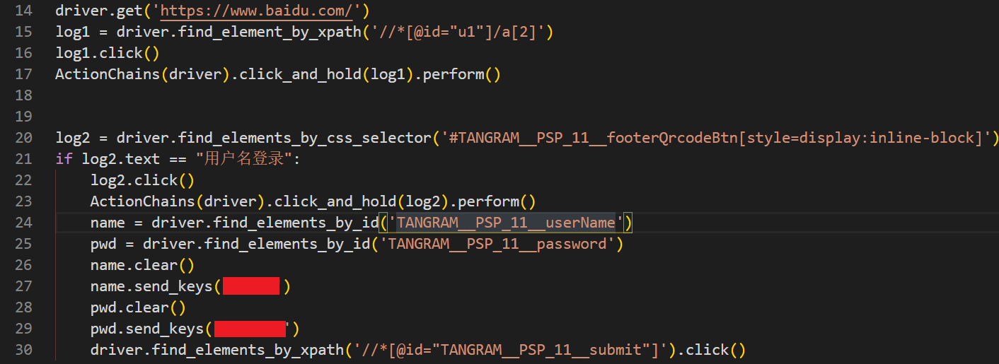 14 driver.get('https://www.baidu.com/')
15 log1 = driver.find_element_by_xpath('//*[@id="u1"]/a[2]')
16 log1.click()
17 ActionChains(driver).click_and_hold(log1).perform()
18
19
20 log2 = driver.find_elements_by_css_selector('#TANGRAM__PSP_11__footerQrcodeBtn[style=display:inline-block]')
21 if log2.text == "用户名登录":
22 log2.click()
23 ActionChains(driver).click_and_hold(log2).perform()
24 name = driver.find_elements_by_id('TANGRAM__PSP_11__userName')
25 pwd = driver.find_elements_by_id('TANGRAM__PSP_11__password')
26 name.clear()
27 name.send_keys( )
28 pwd.clear()
29 pwd.send_keys( ')
30 driver.find_elements_by_xpath('//*[@id="TANGRAM__PSP_11__submit"]').click()